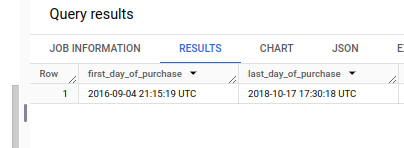 Query results
JOB INFORMATION RESULTS CHART JSON
Row first_day_of_purchase last_day_of_purchase
1 2016-09-04 21:15:19 UTC 2018-10-17 17:30:18 UTC